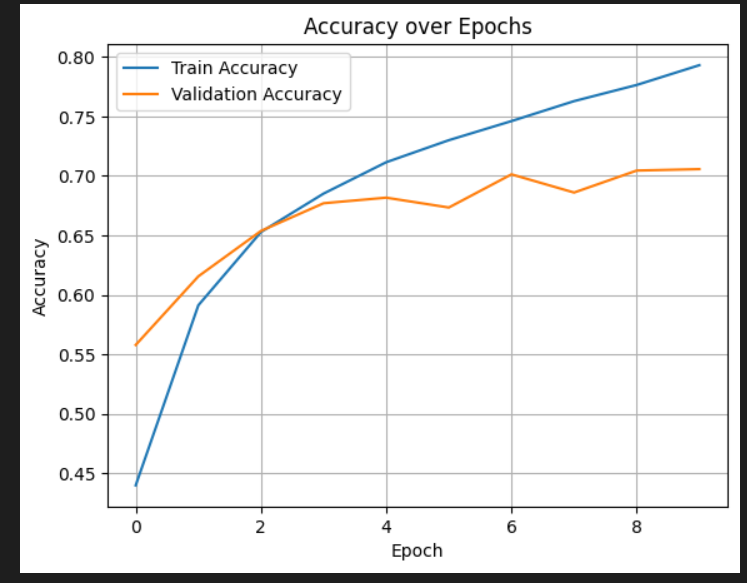 Accuracy over Epochs
Train Accuracy
Validation Accuracy
0.80
0.75
0.70
0.65
0.60
0.55
0.50
0.45
Accuracy
0 2 4 6 8
Epoch